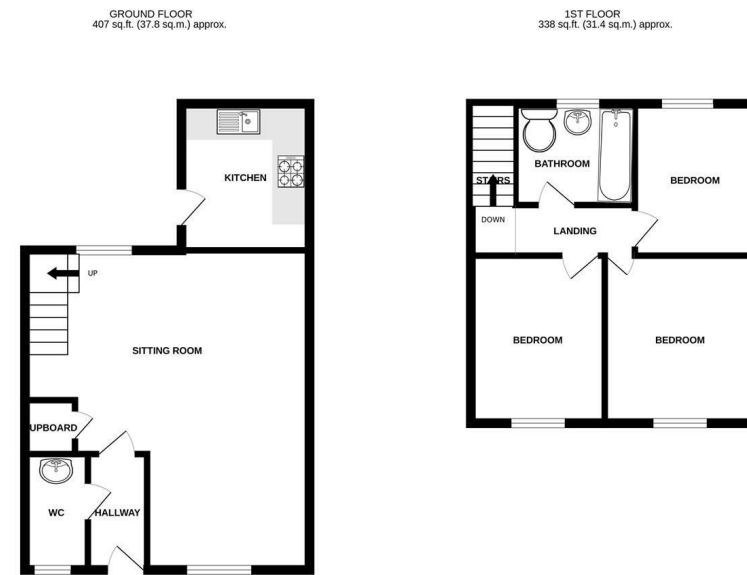 GROUND FLOOR
407 sq.ft. (37.8 sq.m.) approx.
KITCHEN
UP
SITTING ROOM
UPBOARD
WC
HALLWAY
1ST FLOOR
338 sq.ft. (31.4 sq.m.) approx.
STAIRS
BATHROOM
BEDROOM
DOWN
LANDING
BEDROOM
BEDROOM